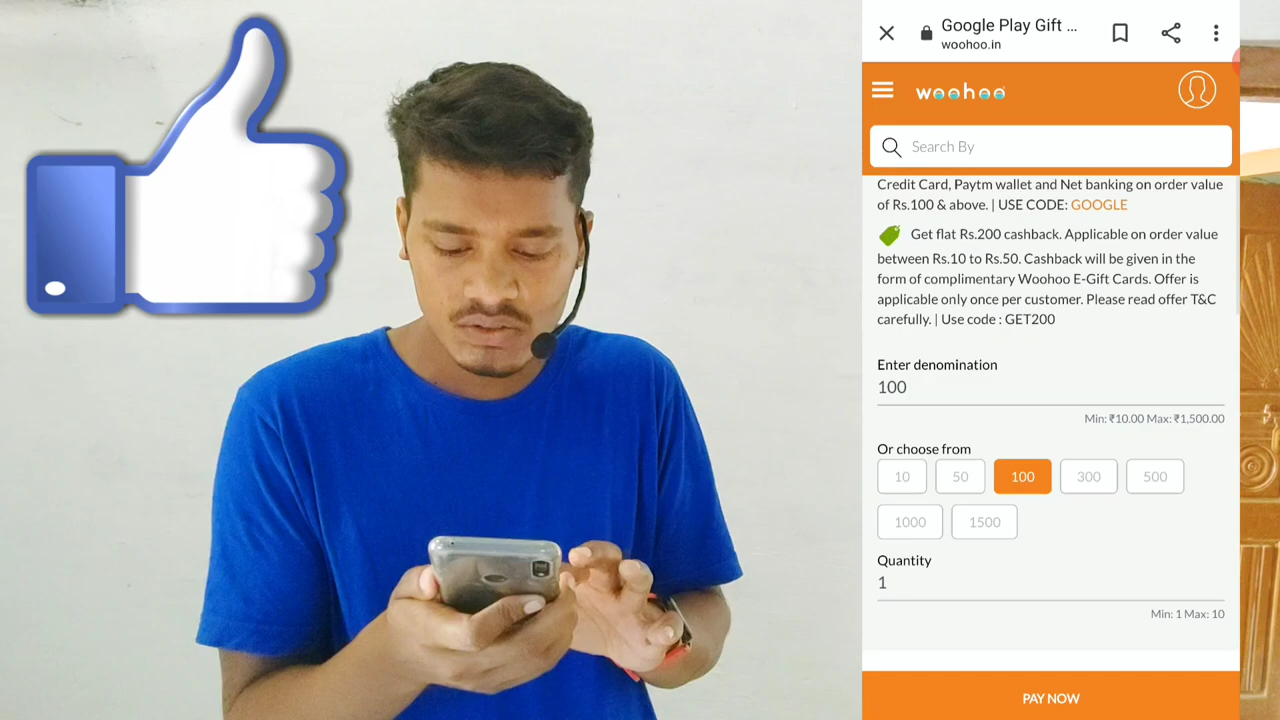 Google Play Gift ...
woohoo.in
woohoo
Search By
Credit Card, Paytm wallet and Net banking on order value
of Rs.100 & above. | USE CODE: GOOGLE
Get flat Rs.200 cashback. Applicable on order value
between Rs.10 to Rs.50. Cashback will be given in the
form of complimentary Woohoo E-Gift Cards. Offer is
applicable only once per customer. Please read offer T&C
carefully. | Use code : GET200
Enter denomination
100
Min: ₹10.00 Max: ₹1,500.00
Or choose from
10 50 100 300 500
1000 1500
Quantity
1
Min: 1 Max: 10
PAY NOW